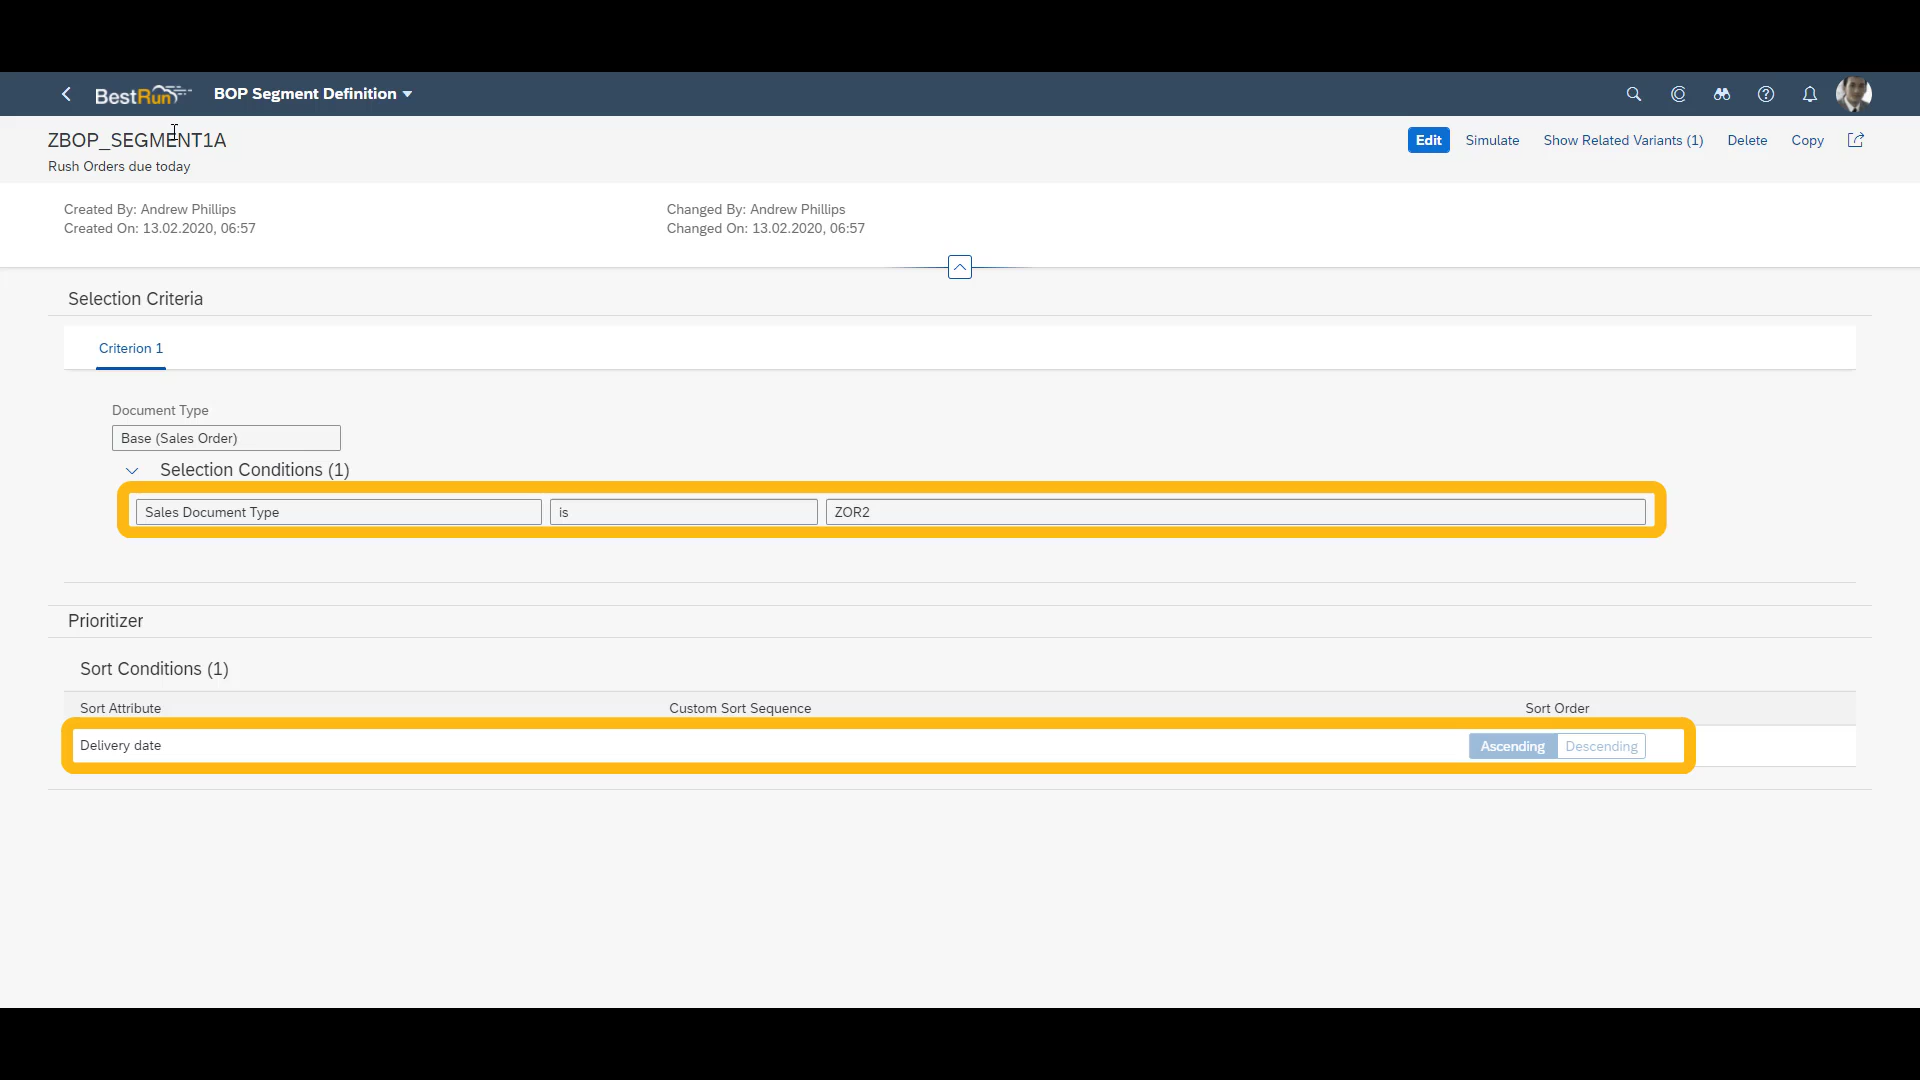 BestRun BOP Segment Definition
ZBOP_SEGMENT1A
Edit Simulate Show Related Variants (1) Delete Copy
Rush Orders due today
Created By: Andrew Phillips
Changed By: Andrew Phillips
Created On: 13.02.2020, 06:57
Changed On: 13.02.2020, 06:57
Selection Criteria
Criterion 1
Document Type
Base (Sales Order)
Selection Conditions (1)
Sales Document Type is ZOR2
Prioritizer
Sort Conditions (1)
Sort Attribute Custom Sort Sequence Sort Order
Delivery date Ascending Descending